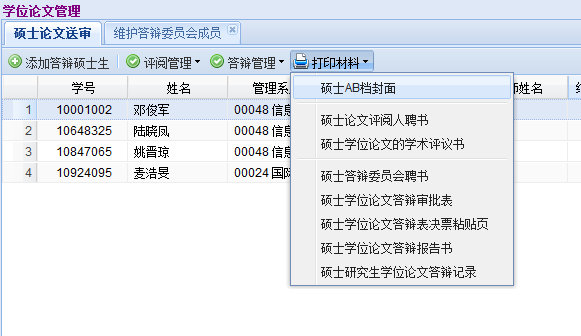 学位论文管理
硕士论文送审 维护答辩委员会成员
添加答辩硕士生 评阅管理 答辩管理 打印材料
学号 姓名 管理系 师姓名
1 10001002 邓俊军 00048 信息
2 10648325 陆晓凤 00048 信息
3 10847065 姚晋琼 00048 信息
4 10924095 麦洁旻 00024 国际
硕士AB档封面
硕士论文评阅人聘书
硕士学位论文的学术评议书
硕士答辩委员会聘书
硕士学位论文答辩审批表
硕士学位论文答辩表决票粘贴页
硕士学位论文答辩报告书
硕士研究生学位论文答辩记录